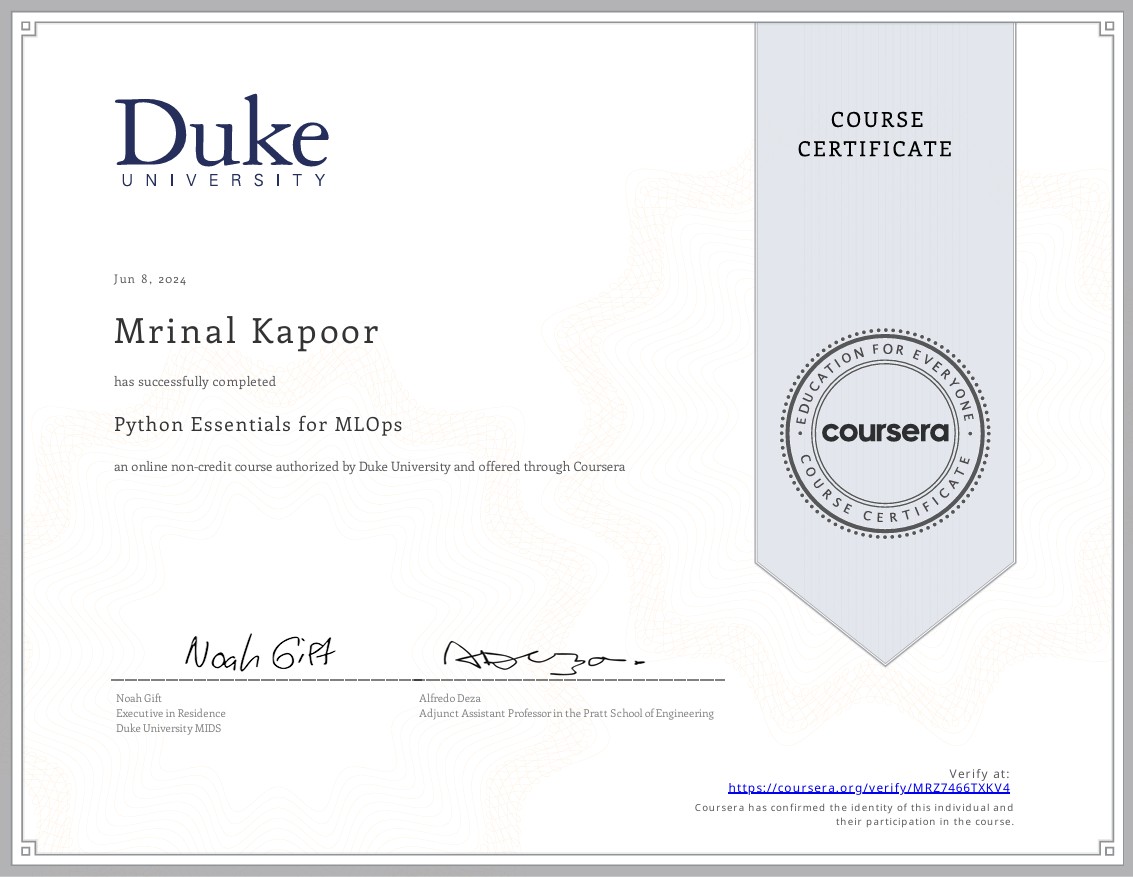 Duke
UNIVERSITY
COURSE
CERTIFICATE
Jun 8, 2024
Mrinal Kapoor
has successfully completed
Python Essentials for MLOps
an online non-credit course authorized by Duke University and offered through Coursera
EDUCATION FOR EVERYONE
coursera
COURSE CERTIFICATE
Noah Gift
ADeza
Noah Gift
Executive in Residence
Duke University MIDS
Alfredo Deza
Adjunct Assistant Professor in the Pratt School of Engineering
Verify at:
https://coursera.org/verify/MRZ7466TXKV4
Coursera has confirmed the identity of this individual and
their participation in the course.